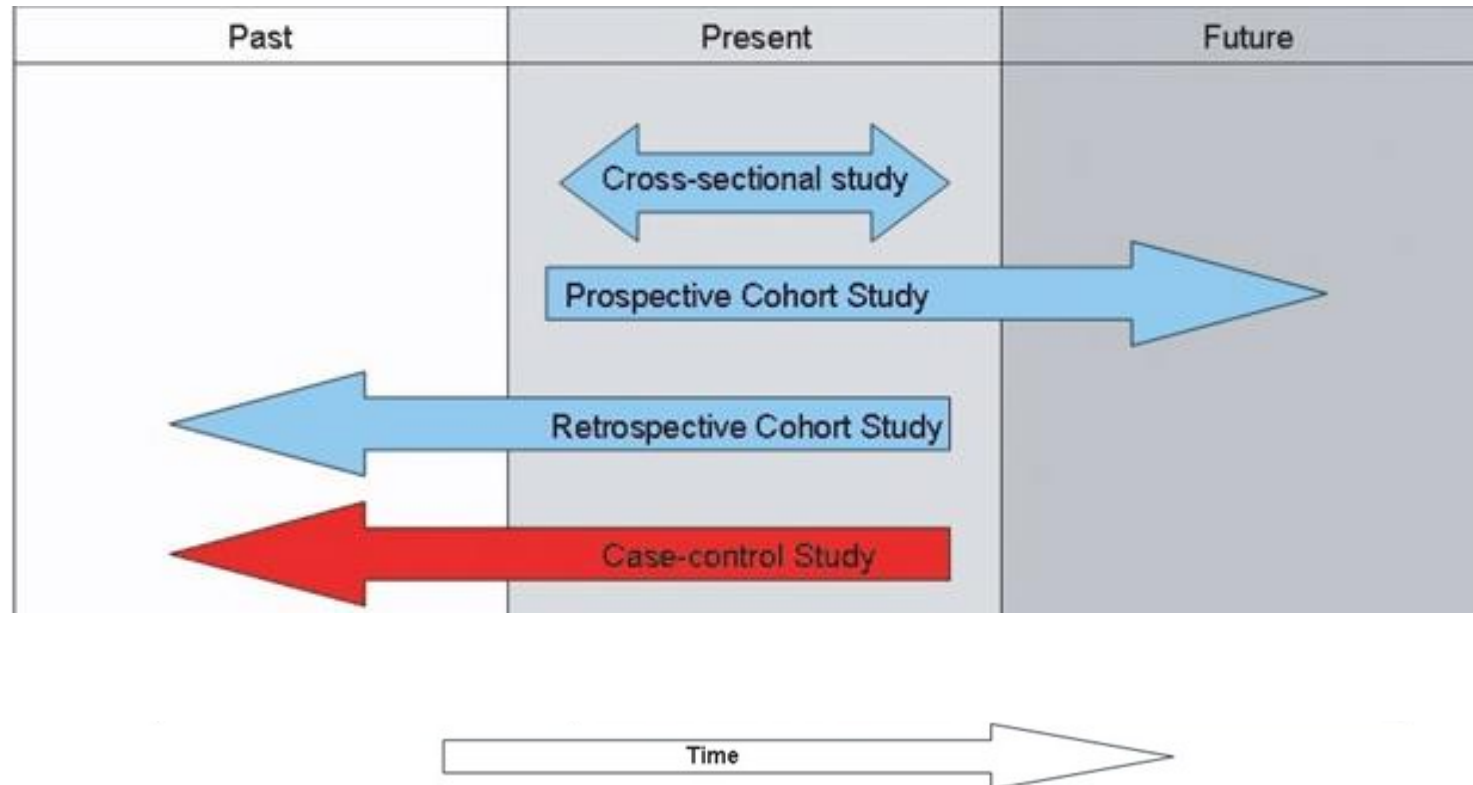 Past Present Future
Cross-sectional study
Prospective Cohort Study
Retrospective Cohort Study
Case-control Study
Time